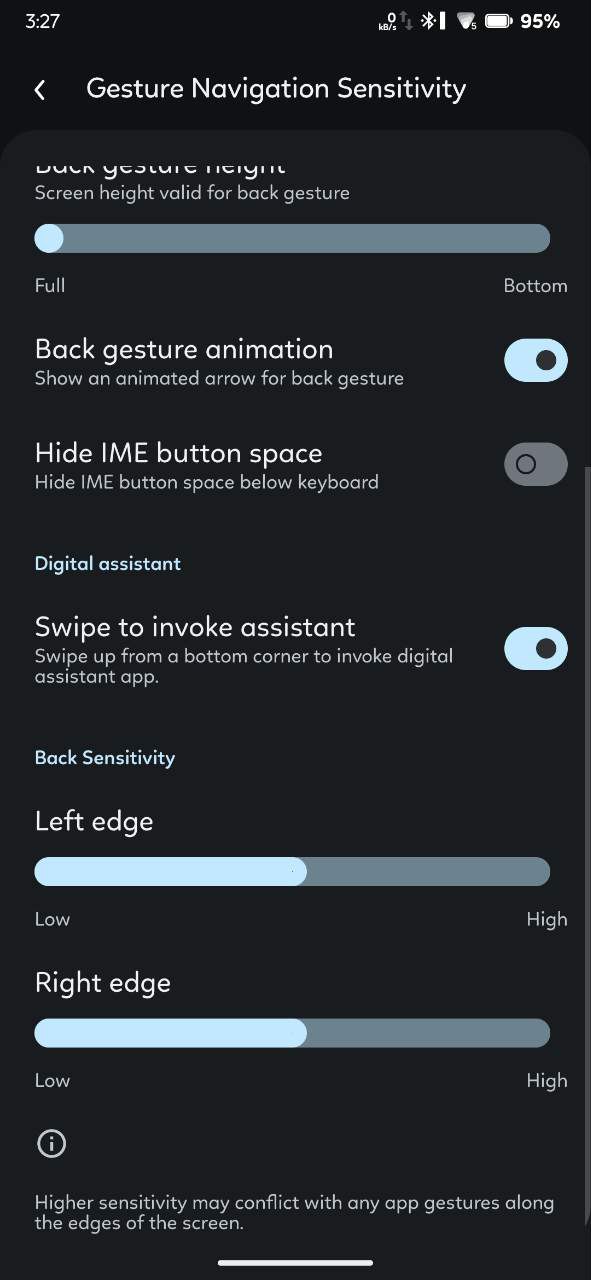 3:27
0 kB/s 5 95%
Gesture Navigation Sensitivity
Back gesture height
Screen height valid for back gesture
Full Bottom
Back gesture animation
Show an animated arrow for back gesture
Hide IME button space
Hide IME button space below keyboard
Digital assistant
Swipe to invoke assistant
Swipe up from a bottom corner to invoke digital
assistant app.
Back Sensitivity
Left edge
Low High
Right edge
Low High
Higher sensitivity may conflict with any app gestures along
the edges of the screen.